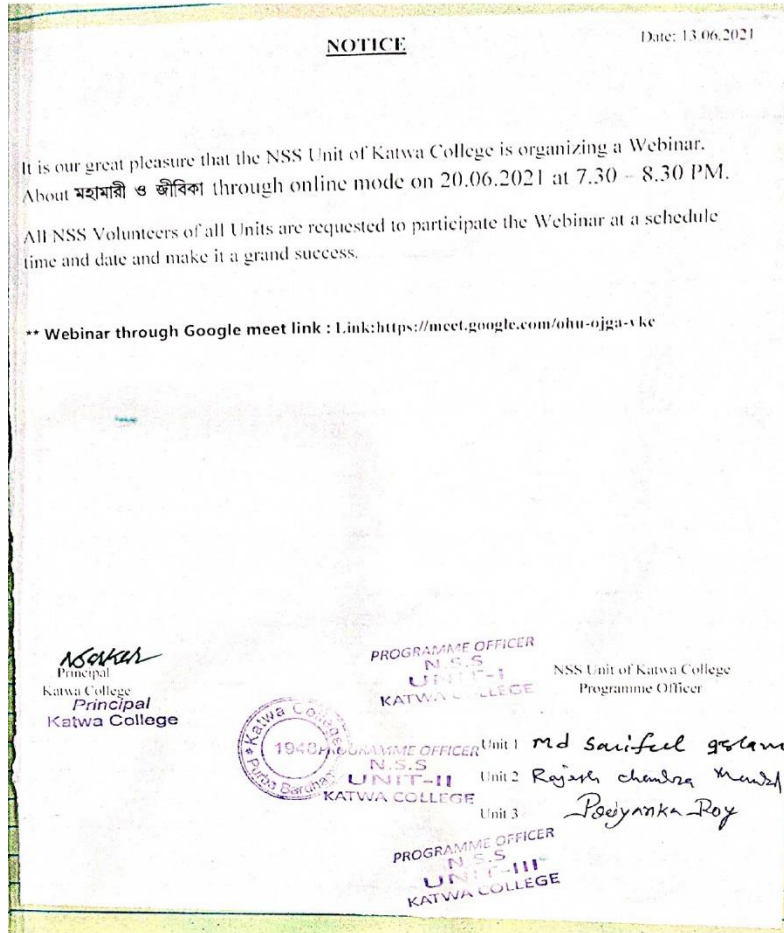 NOTICE
Date: 13.06.2021
It is our great pleasure that the NSS Unit of Katwa College is organizing a Webinar.
About মহামারী ও জীবিকা through online mode on 20.06.2021 at 7.30 – 8.30 PM.
All NSS Volunteers of all Units are requested to participate the Webinar at a schedule
time and date and make it a grand success.
** Webinar through Google meet link : Link:https://meet.google.com/ohu-ojga-vkc
Principal
Katwa College
Principal
Katwa College
PROGRAMME OFFICER
N.S.S
UNIT-I
KATWA COLLEGE
NSS Unit of Katwa College
Programme Officer
Katwa College
1948
Purba Bardhaman
PROGRAMME OFFICER
N.S.S
UNIT-II
KATWA COLLEGE
Unit 1 Md Sariful
Unit 2 Rajesh chandra
Unit 3 Priyanka Roy
PROGRAMME OFFICER
N.S.S
UNIT-III
KATWA COLLEGE